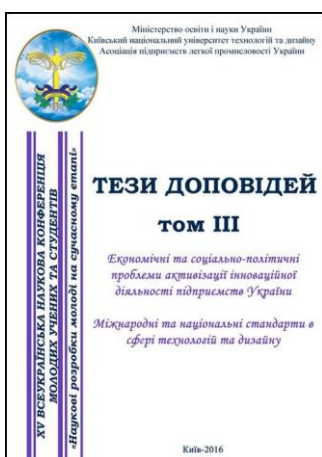 Міністерство освіти і науки України
Київський національний університет технологій та дизайну
Асоціація підприємств легкої промисловості України
XV ВСЕУКРАЇНСЬКА НАУКОВА КОНФЕРЕНЦІЯ
МОЛОДИХ УЧЕНИХ ТА СТУДЕНТІВ
«Наукові розробки молоді на сучасному етапі»
ТЕЗИ ДОПОВІДЕЙ
том III
Економічні та соціально-політичні
проблеми активізації інноваційної
діяльності підприємств України
Міжнародні та національні стандарти в
сфері технологій та дизайну
Київ-2016